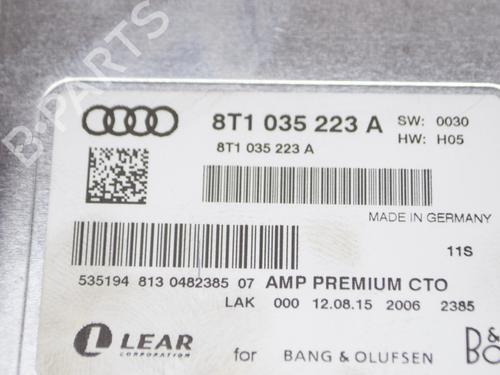 B-PARTS
8T1 035 223 A SW: 0030
8T1 035 223 A HW: H05
MADE IN GERMANY
11S
535194 813 0482385 07 AMP PREMIUM CTO
LAK 000 12.08.15 2006 2385
LEAR CORPORATION for BANG & OLUFSEN